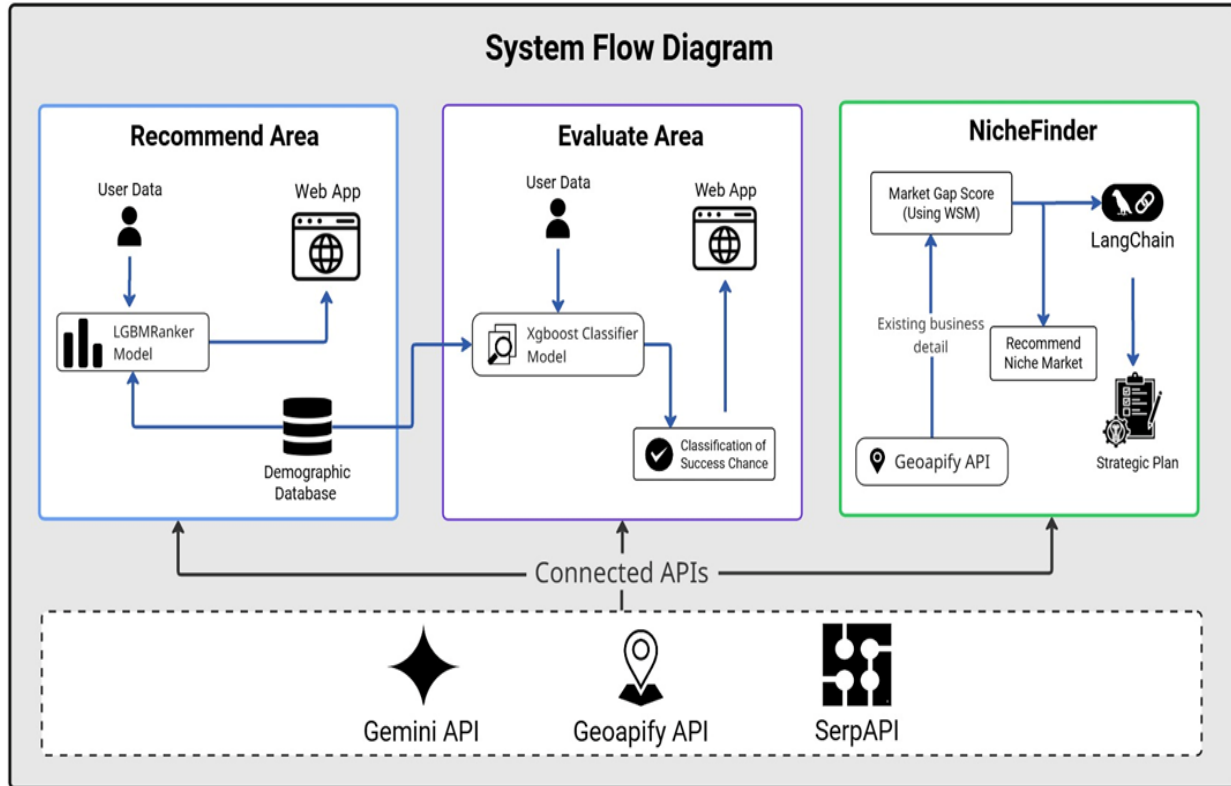 System Flow Diagram
Recommend Area
User Data
Web App
LGBMRanker
Model
Demographic
Database
Evaluate Area
User Data
Web App
Xgboost Classifier
Model
Classification of
Success Chance
NicheFinder
Market Gap Score
(Using WSM)
LangChain
Existing business
detail
Recommend
Niche Market
Geoapify API
Strategic Plan
Connected APIs
Gemini API
Geoapify API
SerpAPI